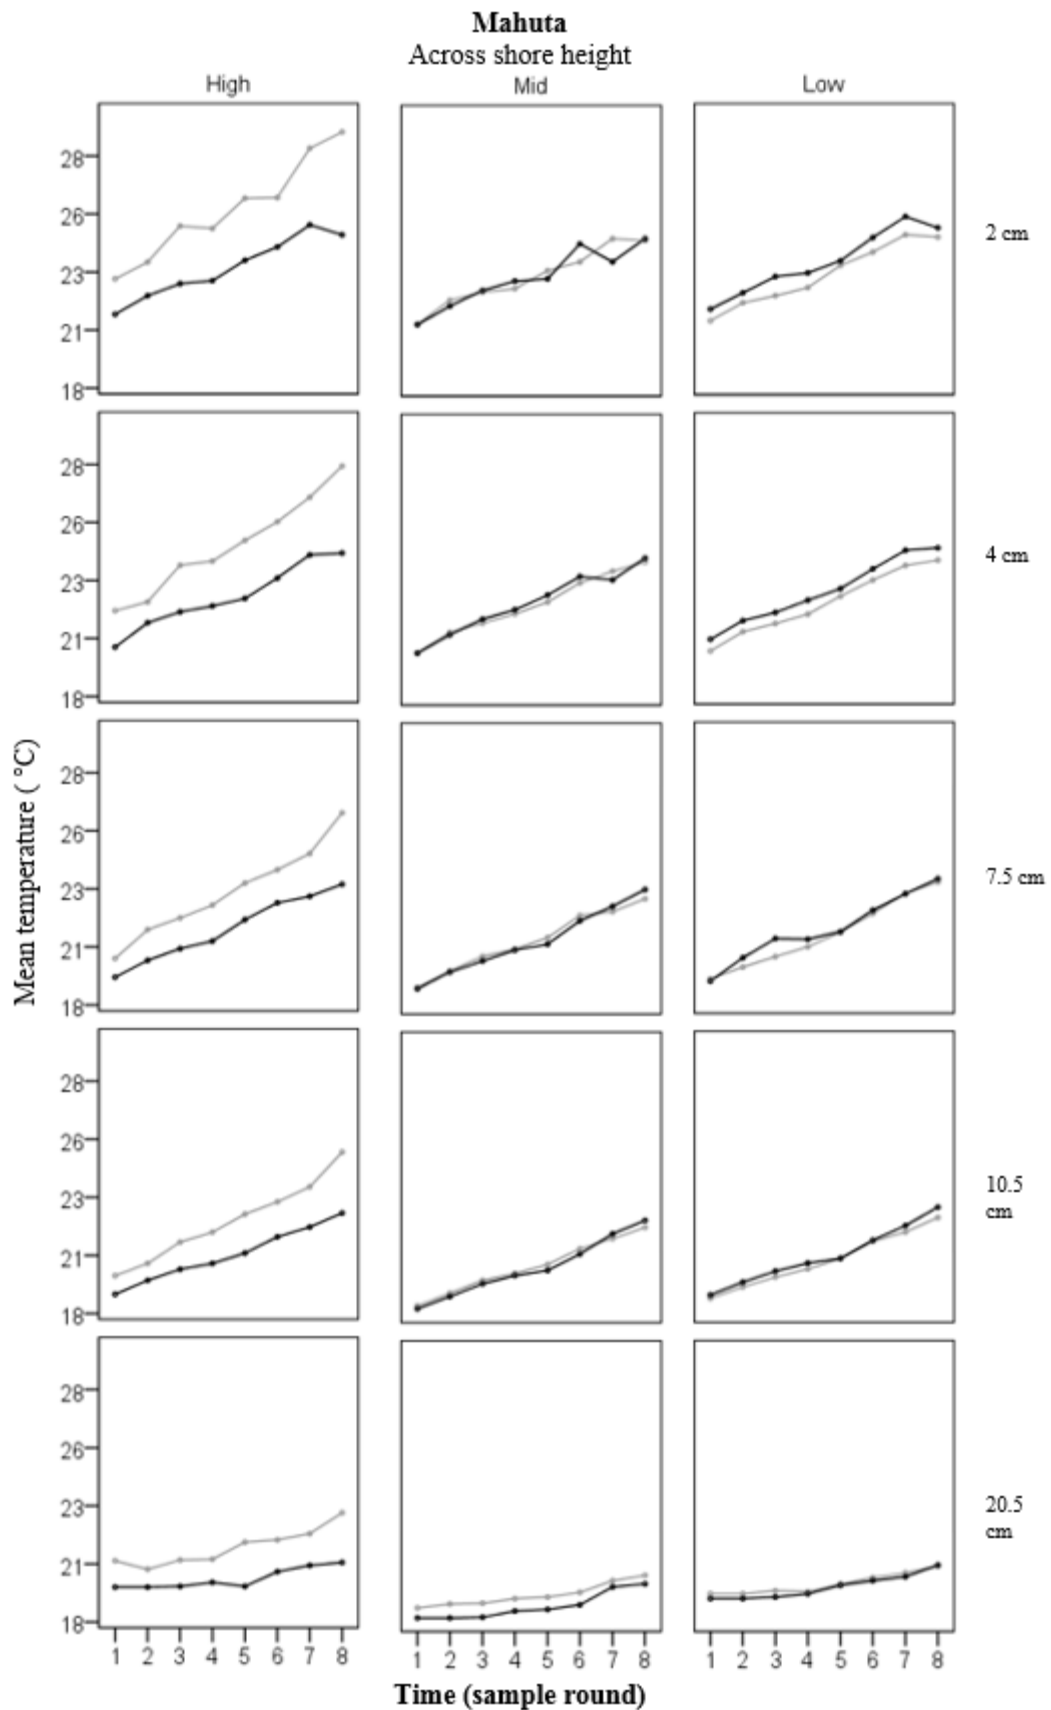 Mahuta
Across shore height
High Mid Low
28
26
23
21
18
2 cm
28
26
23
21
18
4 cm
Mean temperature ( °C)
28
26
23
21
18
7.5 cm
28
26
23
21
18
10.5
cm
28
26
23
21
18
20.5
cm
1 2 3 4 5 6 7 8 1 2 3 4 5 6 7 8 1 2 3 4 5 6 7 8
Time (sample round)